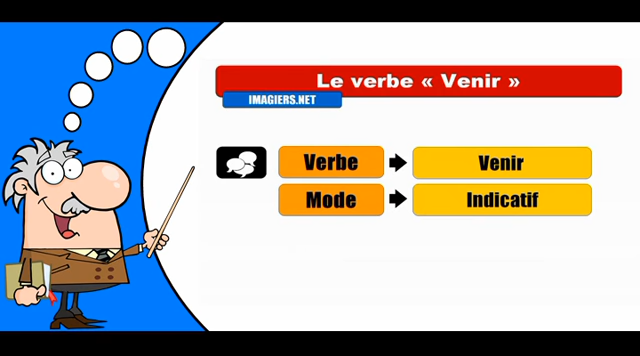 Le verbe « Venir »
IMAGIERS.NET
Verbe Venir
Mode Indicatif